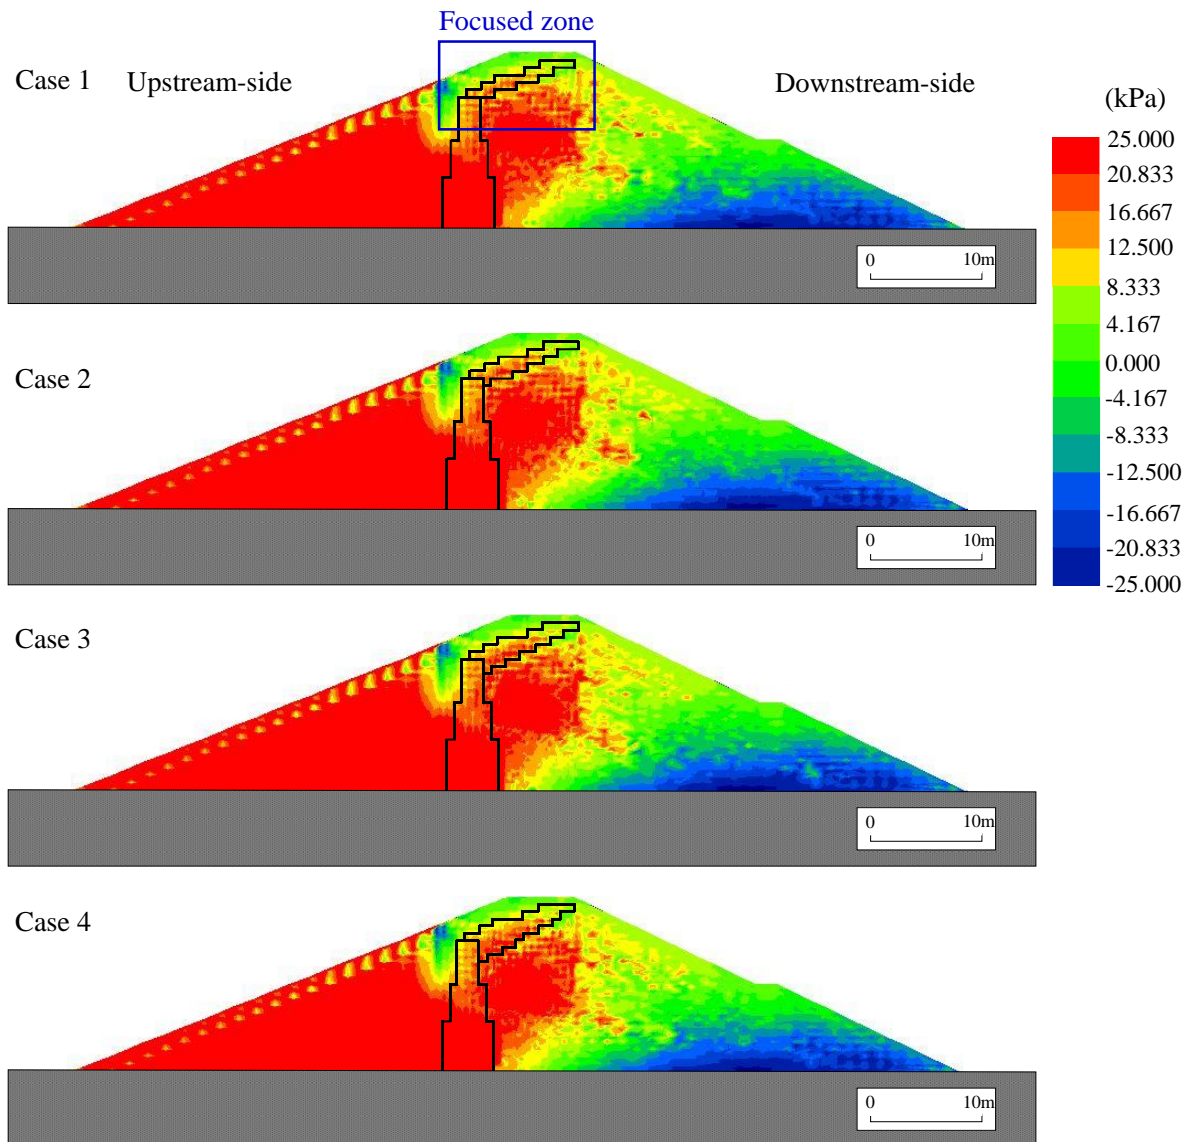 Focused zone
Case 1
Upstream-side
Downstream-side
(kPa)
25.000
20.833
16.667
12.500
8.333
4.167
0.000
-4.167
-8.333
-12.500
-16.667
-20.833
-25.000
0 10m
Case 2
0 10m
Case 3
0 10m
Case 4
0 10m